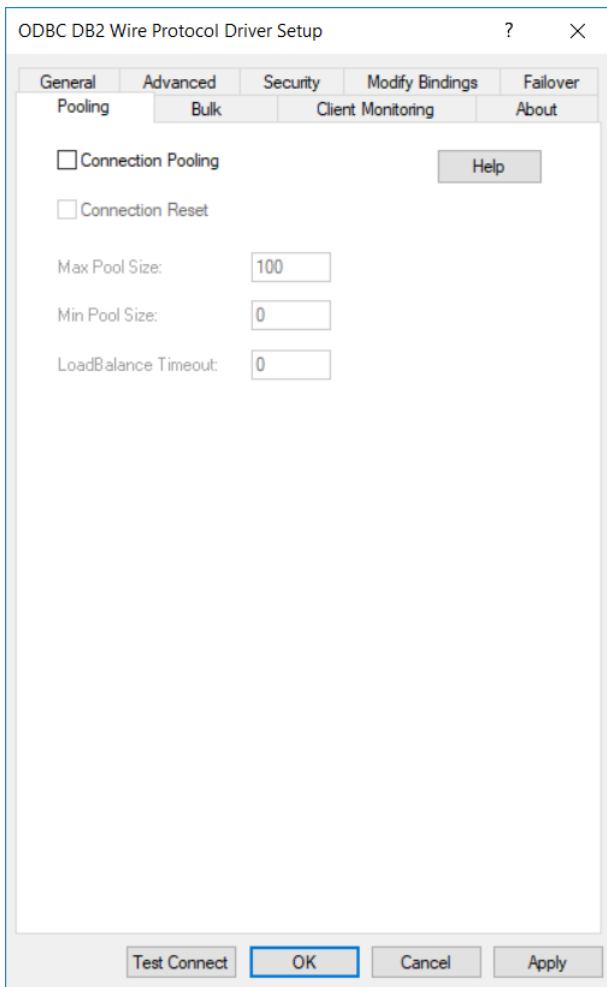 ODBC DB2 Wire Protocol Driver Setup ?
General Advanced Security Modify Bindings Failover
Pooling Bulk Client Monitoring About
Connection Pooling Help
Connection Reset
Max Pool Size: 100
Min Pool Size: 0
LoadBalance Timeout: 0
Test Connect OK Cancel Apply